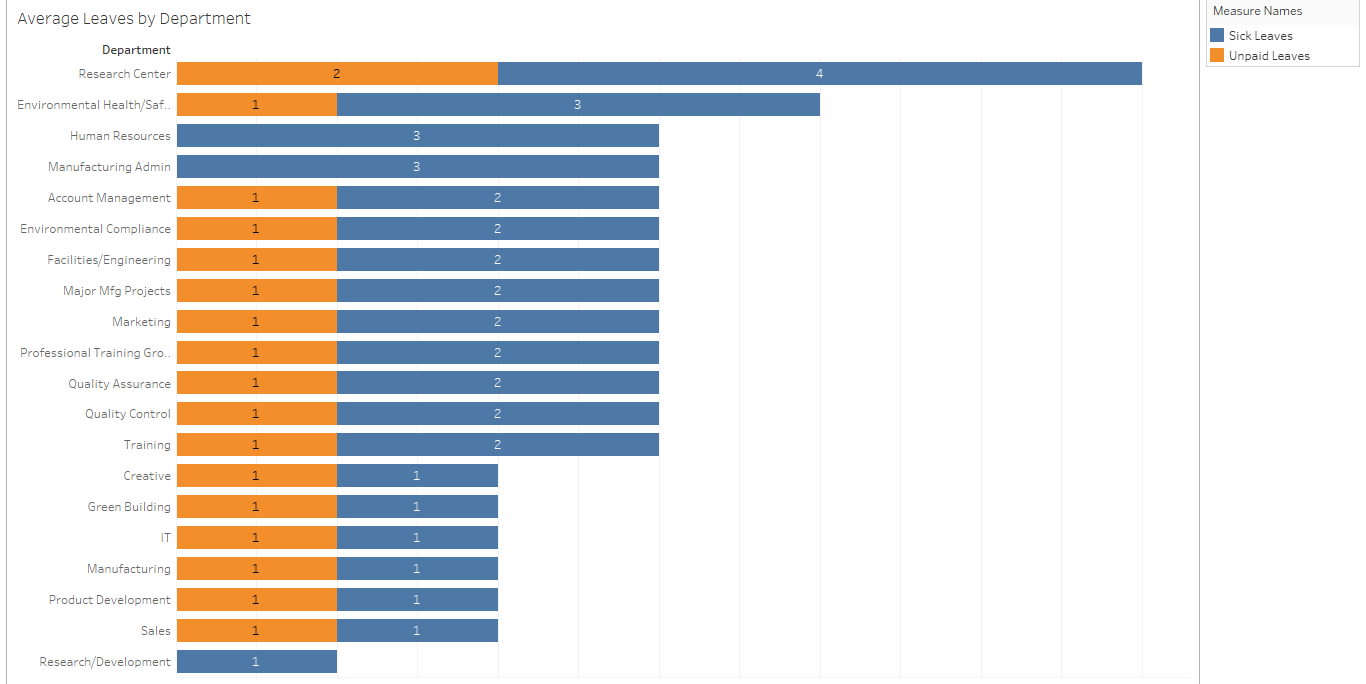 Average Leaves by Department
Measure Names
Sick Leaves
Unpaid Leaves
Department
Research Center 2 4
Environmental Health/Saf.. 1 3
Human Resources 3
Manufacturing Admin 3
Account Management 1 2
Environmental Compliance 1 2
Facilities/Engineering 1 2
Major Mfg Projects 1 2
Marketing 1 2
Professional Training Gro.. 1 2
Quality Assurance 1 2
Quality Control 1 2
Training 1 2
Creative 1 1
Green Building 1 1
IT 1 1
Manufacturing 1 1
Product Development 1 1
Sales 1 1
Research/Development 1